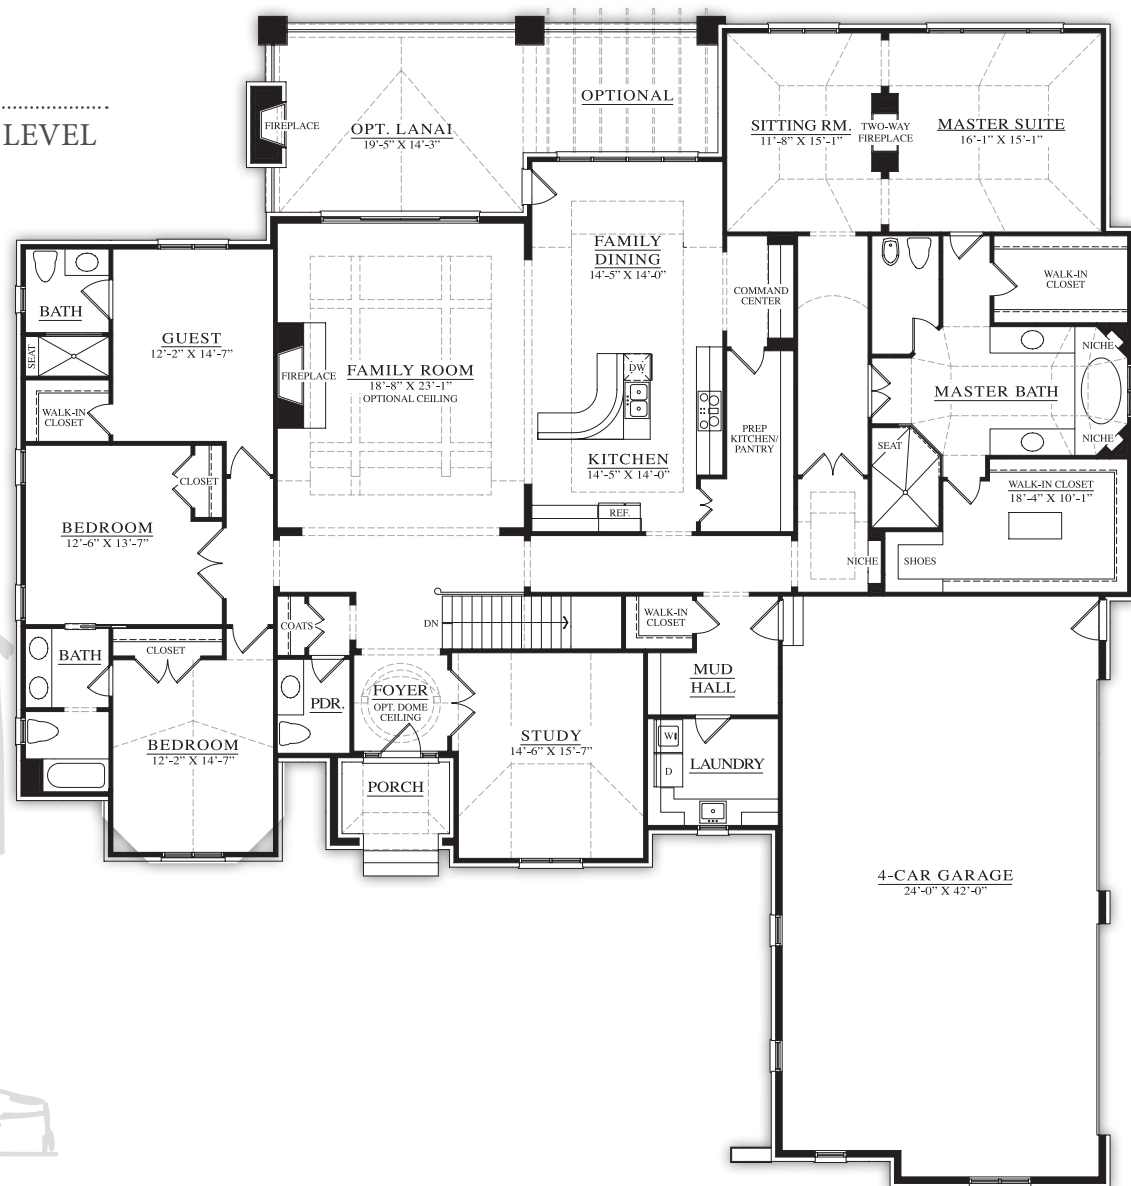 LEVEL
OPTIONAL
FIREPLACE
OPT. LANAI
19'-5" X 14'-3"
SITTING RM.
11'-8" X 15'-1"
TWO-WAY
FIREPLACE
MASTER SUITE
16'-1" X 15'-1"
FAMILY
DINING
14'-5" X 14'-0"
COMMAND
CENTER
WALK-IN
CLOSET
BATH
SEAT
GUEST
12'-2" X 14'-7"
WALK-IN
CLOSET
FIREPLACE
FAMILY ROOM
18'-8" X 23'-1"
OPTIONAL CEILING
DW
NICHE
MASTER BATH
NICHE
PREP
KITCHEN/
PANTRY
KITCHEN
14'-5" X 14'-0"
REF.
SEAT
WALK-IN CLOSET
18'-4" X 10'-1"
CLOSET
BEDROOM
12'-6" X 13'-7"
NICHE
SHOES
COATS
DN
WALK-IN
CLOSET
BATH
CLOSET
PDR.
FOYER
OPT. DOME
CEILING
MUD
HALL
BEDROOM
12'-2" X 14'-7"
STUDY
14'-6" X 15'-7"
W
D
LAUNDRY
PORCH
4-CAR GARAGE
24'-0" X 42'-0"